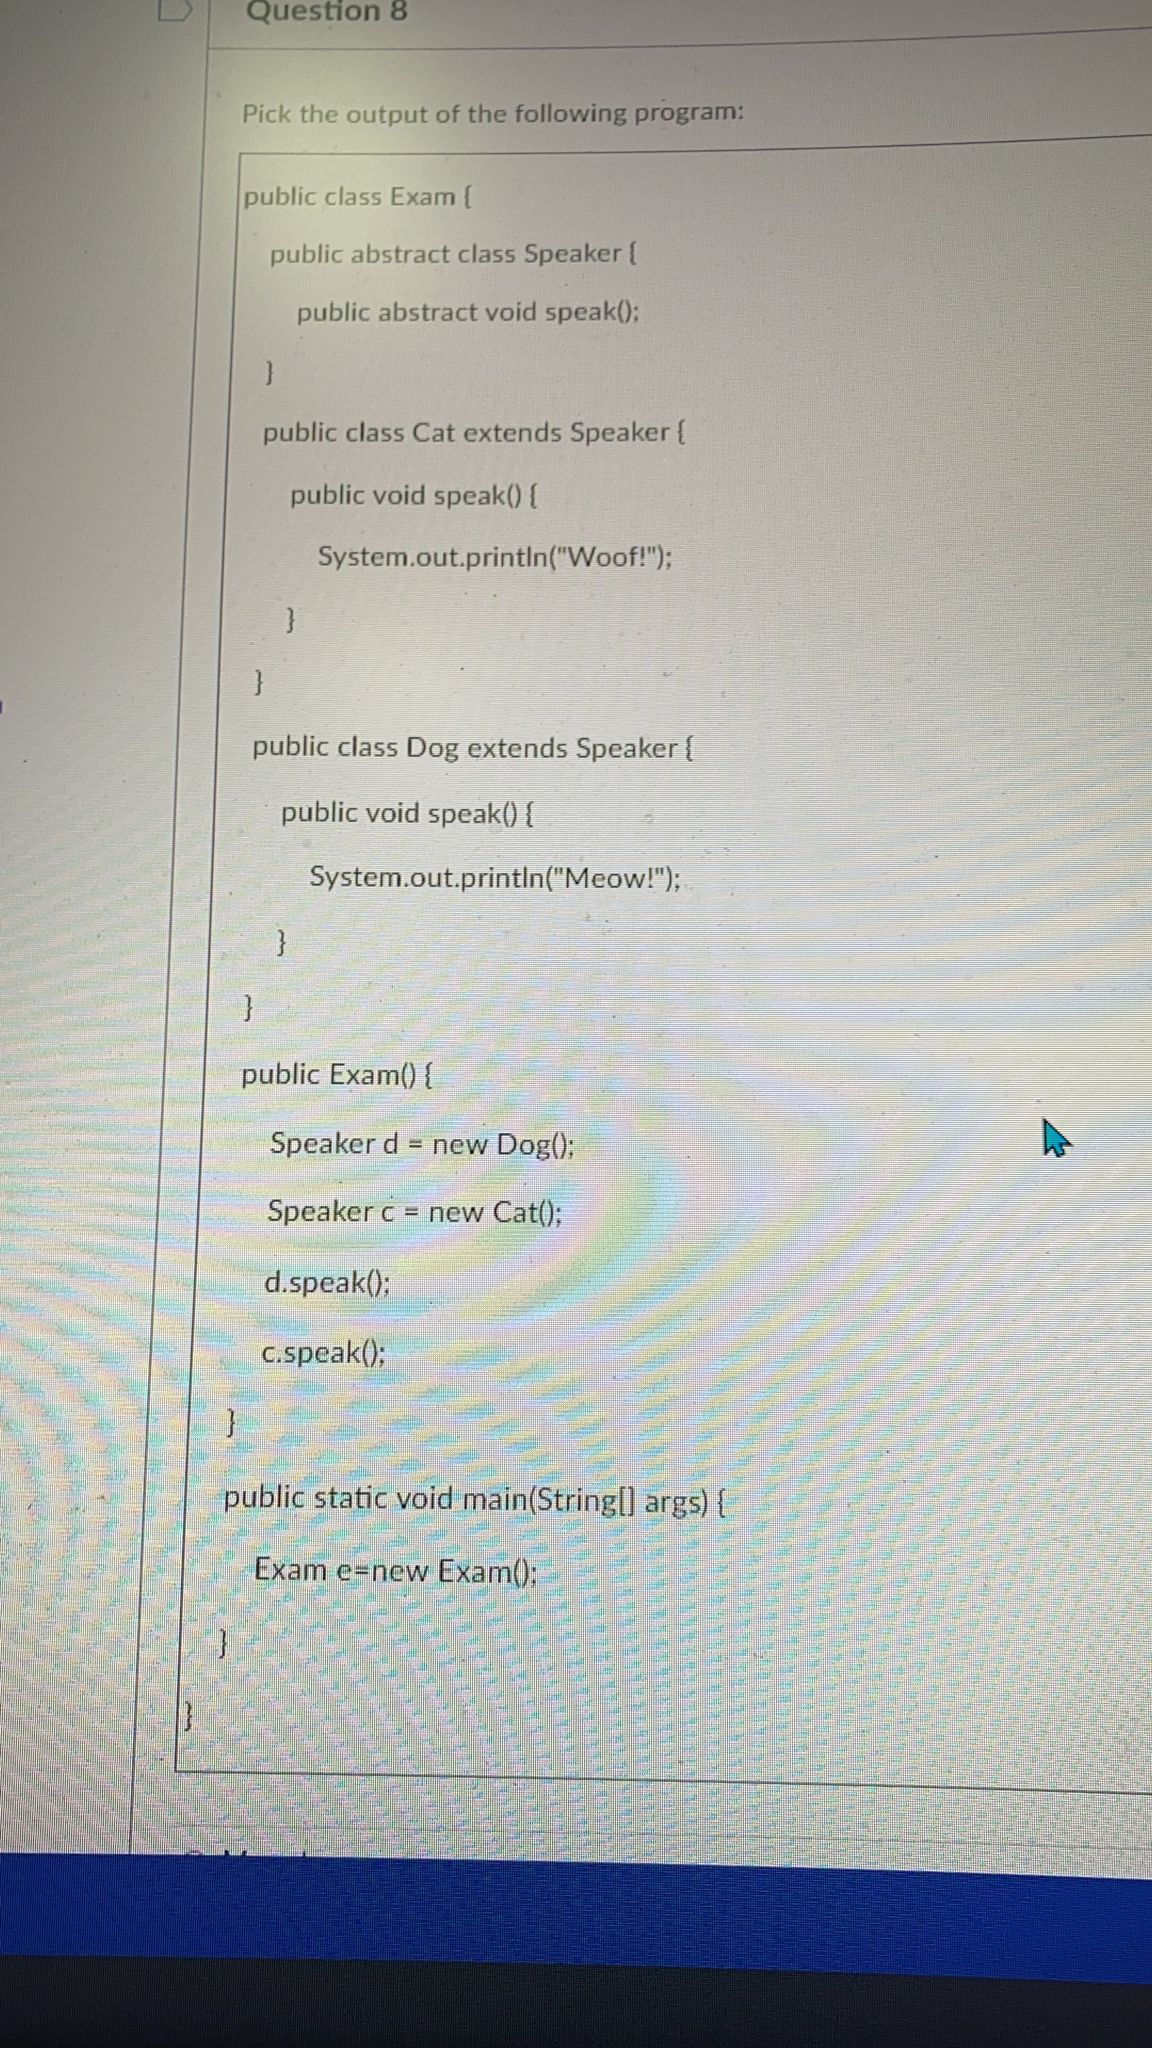 Question 8
Pick the output of the following program:
public class Exam {
public abstract class Speaker {
public abstract void speak();
}
public class Cat extends Speaker {
public void speak() {
System.out.println("Woof!");
}
}
public class Dog extends Speaker {
public void speak() {
System.out.println("Meow!");
}
}
public Exam() {
Speaker d = new Dog();
Speaker c = new Cat();
d.speak();
c.speak();
}
public static void main(String[] args) {
Exam e=new Exam();
}
}